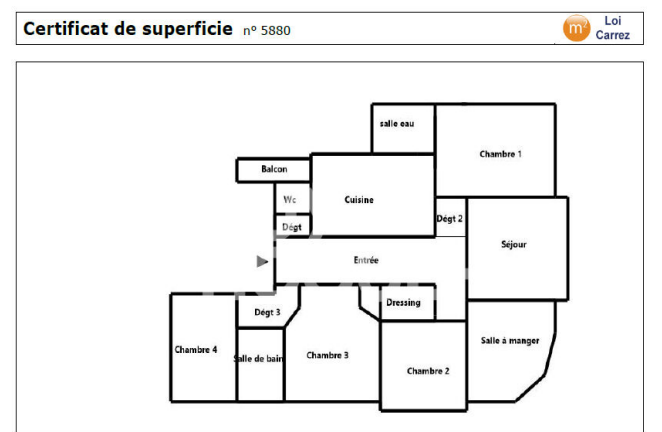 Certificat de superficie n° 5880
m²
Loi
Carrez
salle eau
Chambre 1
Balcon
Wc
Cuisine
Dégt
Dégt 2
Séjour
Entrée
Dressing
Dégt 3
Salle à manger
Chambre 4
Salle de bain
Chambre 3
Chambre 2